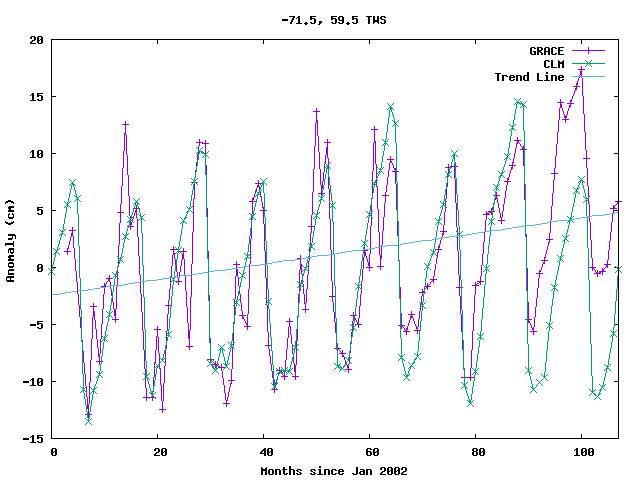 -71.5, 59.5 TWS
GRACE
CLM
Trend Line
20
15
10
5
0
-5
-10
-15
Anomaly (cm)
0 20 40 60 80 100
Months since Jan 2002